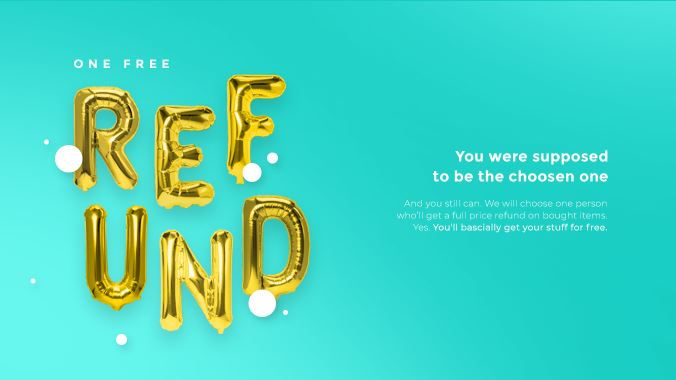 ONE FREE
REF
UND
You were supposed
to be the choosen one
And you still can. We will choose one person
who'll get a full price refund on bought items.
Yes. You'll bascially get your stuff for free.